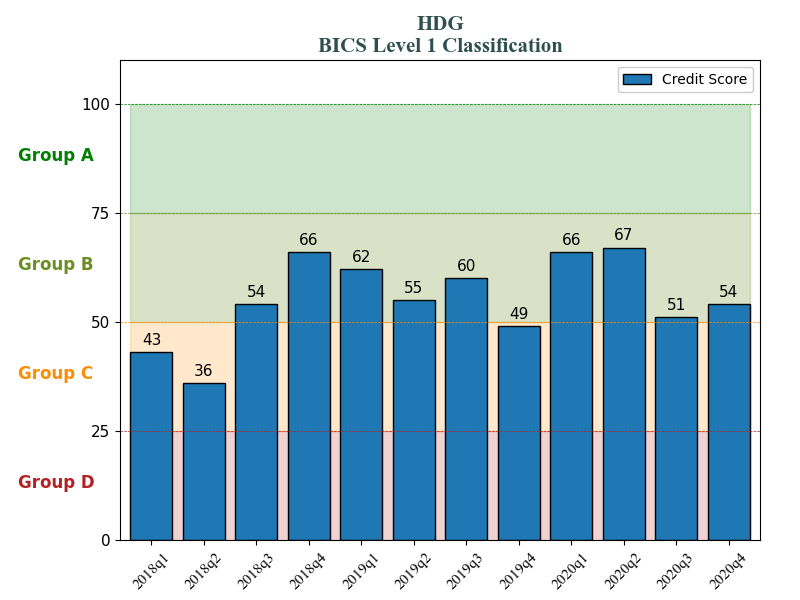 HDG
BICS Level 1 Classification
Credit Score
100
Group A
75
Group B
50
Group C
25
Group D
0
43
36
54
66
62
55
60
49
66
67
51
54
2018q1
2018q2
2018q3
2018q4
2019q1
2019q2
2019q3
2019q4
2020q1
2020q2
2020q3
2020q4